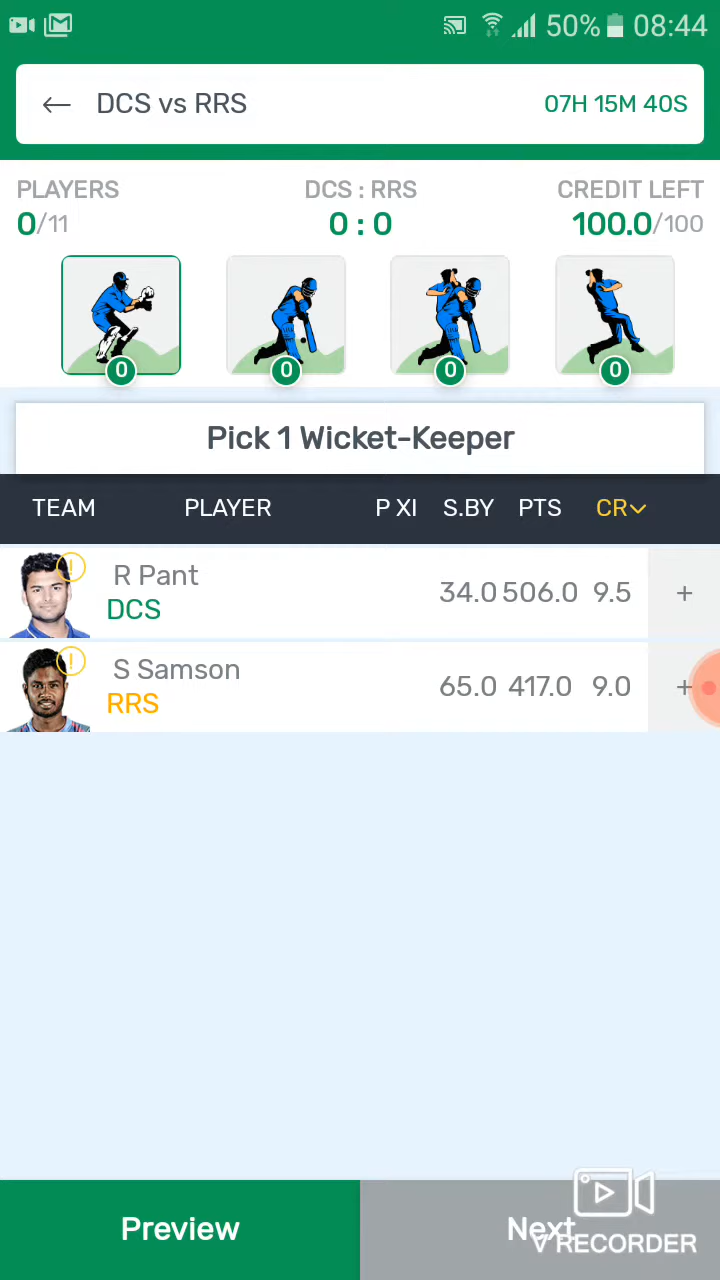 50% 08:44
DCS vs RRS 07H 15M 40S
PLAYERS DCS : RRS CREDIT LEFT
0/11 0 : 0 100.0/100
0 0 0 0
Pick 1 Wicket-Keeper
TEAM PLAYER P XI S.BY PTS CR
! R Pant
DCS 34.0 506.0 9.5 +
! S Samson
RRS 65.0 417.0 9.0 +
Preview Next
V RECORDER